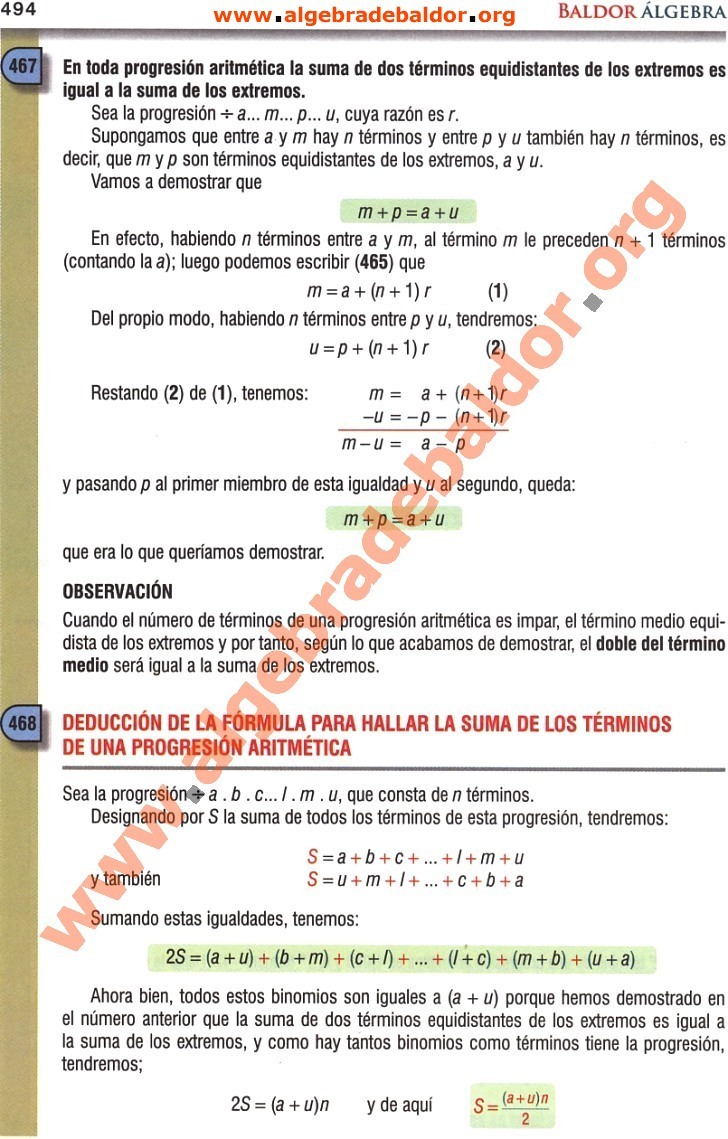 494
www.algebradebaldor.org
BALDOR ÁLGEBRA
467
En toda progresión aritmética la suma de dos términos equidistantes de los extremos es
igual a la suma de los extremos.
Sea la progresión ÷ a... m... p... u, cuya razón es r.
Supongamos que entre a y m hay n términos y entre p y u también hay n términos, es
decir, que m y p son términos equidistantes de los extremos, a y u.
Vamos a demostrar que
m + p = a + u
En efecto, habiendo n términos entre a y m, al término m le preceden n + 1 términos
(contando la a); luego podemos escribir (465) que
m = a + (n + 1) r (1)
Del propio modo, habiendo n términos entre p y u, tendremos:
u = p + (n + 1) r (2)
Restando (2) de (1), tenemos: m = a + (n + 1)r
–u = –p – (n + 1)r
m – u = a – p
y pasando p al primer miembro de esta igualdad y u al segundo, queda:
m + p = a + u
que era lo que queríamos demostrar.
OBSERVACIÓN
Cuando el número de términos de una progresión aritmética es impar, el término medio equi-
dista de los extremos y por tanto, según lo que acabamos de demostrar, el doble del término
medio será igual a la suma de los extremos.
468
DEDUCCIÓN DE LA FÓRMULA PARA HALLAR LA SUMA DE LOS TÉRMINOS
DE UNA PROGRESIÓN ARITMÉTICA
Sea la progresión ÷ a . b . c... l . m . u, que consta de n términos.
Designando por S la suma de todos los términos de esta progresión, tendremos:
S = a + b + c + ... + l + m + u
y también S = u + m + l + ... + c + b + a
Sumando estas igualdades, tenemos:
2S = (a + u) + (b + m) + (c + l) + ... + (l + c) + (m + b) + (u + a)
Ahora bien, todos estos binomios son iguales a (a + u) porque hemos demostrado en
el número anterior que la suma de dos términos equidistantes de los extremos es igual a
la suma de los extremos, y como hay tantos binomios como términos tiene la progresión,
tendremos;
2S = (a + u)n y de aquí S = (a+u)n / 2
www.algebradebaldor.org